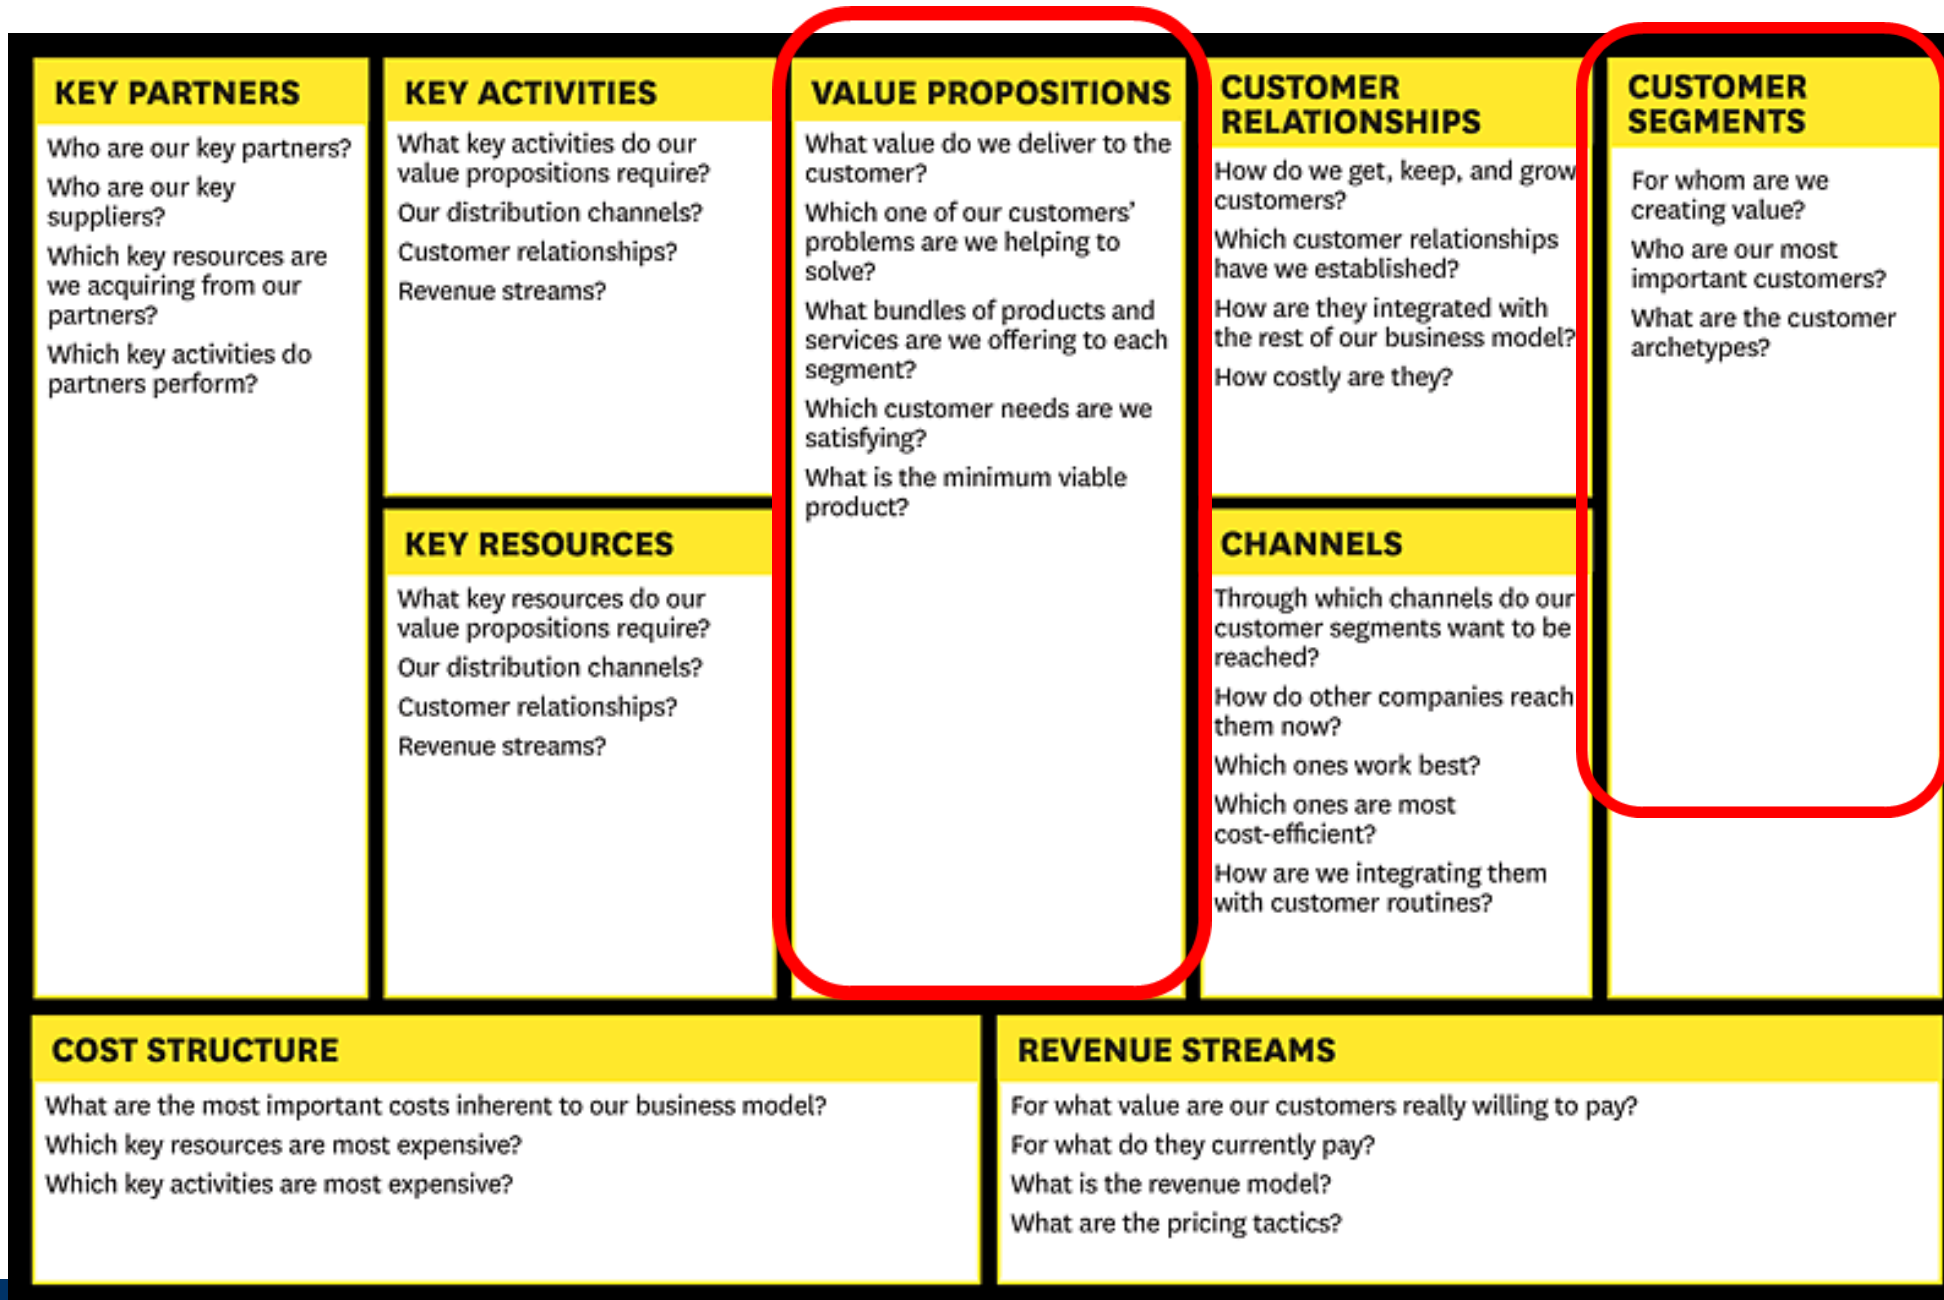 KEY PARTNERS
Who are our key partners?
Who are our key
suppliers?
Which key resources are
we acquiring from our
partners?
Which key activities do
partners perform?
KEY ACTIVITIES
What key activities do our
value propositions require?
Our distribution channels?
Customer relationships?
Revenue streams?
KEY RESOURCES
What key resources do our
value propositions require?
Our distribution channels?
Customer relationships?
Revenue streams?
VALUE PROPOSITIONS
What value do we deliver to the
customer?
Which one of our customers’
problems are we helping to
solve?
What bundles of products and
services are we offering to each
segment?
Which customer needs are we
satisfying?
What is the minimum viable
product?
CUSTOMER
RELATIONSHIPS
How do we get, keep, and grow
customers?
Which customer relationships
have we established?
How are they integrated with
the rest of our business model?
How costly are they?
CHANNELS
Through which channels do our
customer segments want to be
reached?
How do other companies reach
them now?
Which ones work best?
Which ones are most
cost-efficient?
How are we integrating them
with customer routines?
CUSTOMER
SEGMENTS
For whom are we
creating value?
Who are our most
important customers?
What are the customer
archetypes?
COST STRUCTURE
What are the most important costs inherent to our business model?
Which key resources are most expensive?
Which key activities are most expensive?
REVENUE STREAMS
For what value are our customers really willing to pay?
For what do they currently pay?
What is the revenue model?
What are the pricing tactics?